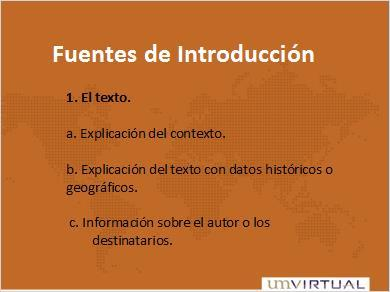 Fuentes de Introducción
1. El texto.
a. Explicación del contexto.
b. Explicación del texto con datos históricos o
geográficos.
c. Información sobre el autor o los
destinatarios.
UMVIRTUAL